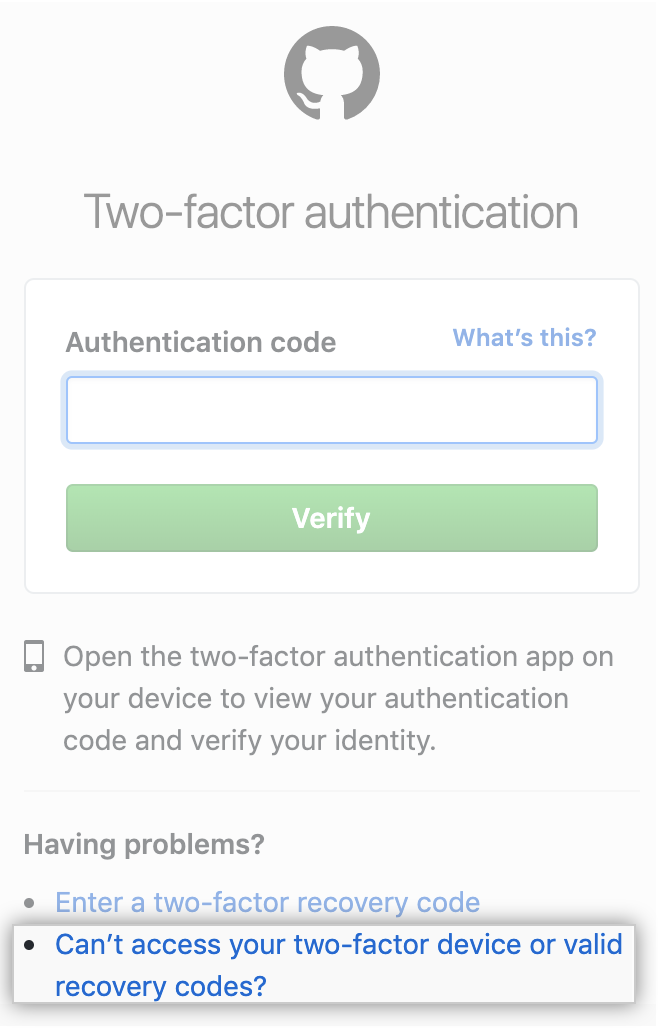 Two-factor authentication
Authentication code
What's this?
Verify
Open the two-factor authentication app on
your device to view your authentication
code and verify your identity.
Having problems?
• Enter a two-factor recovery code
• Can't access your two-factor device or valid
recovery codes?